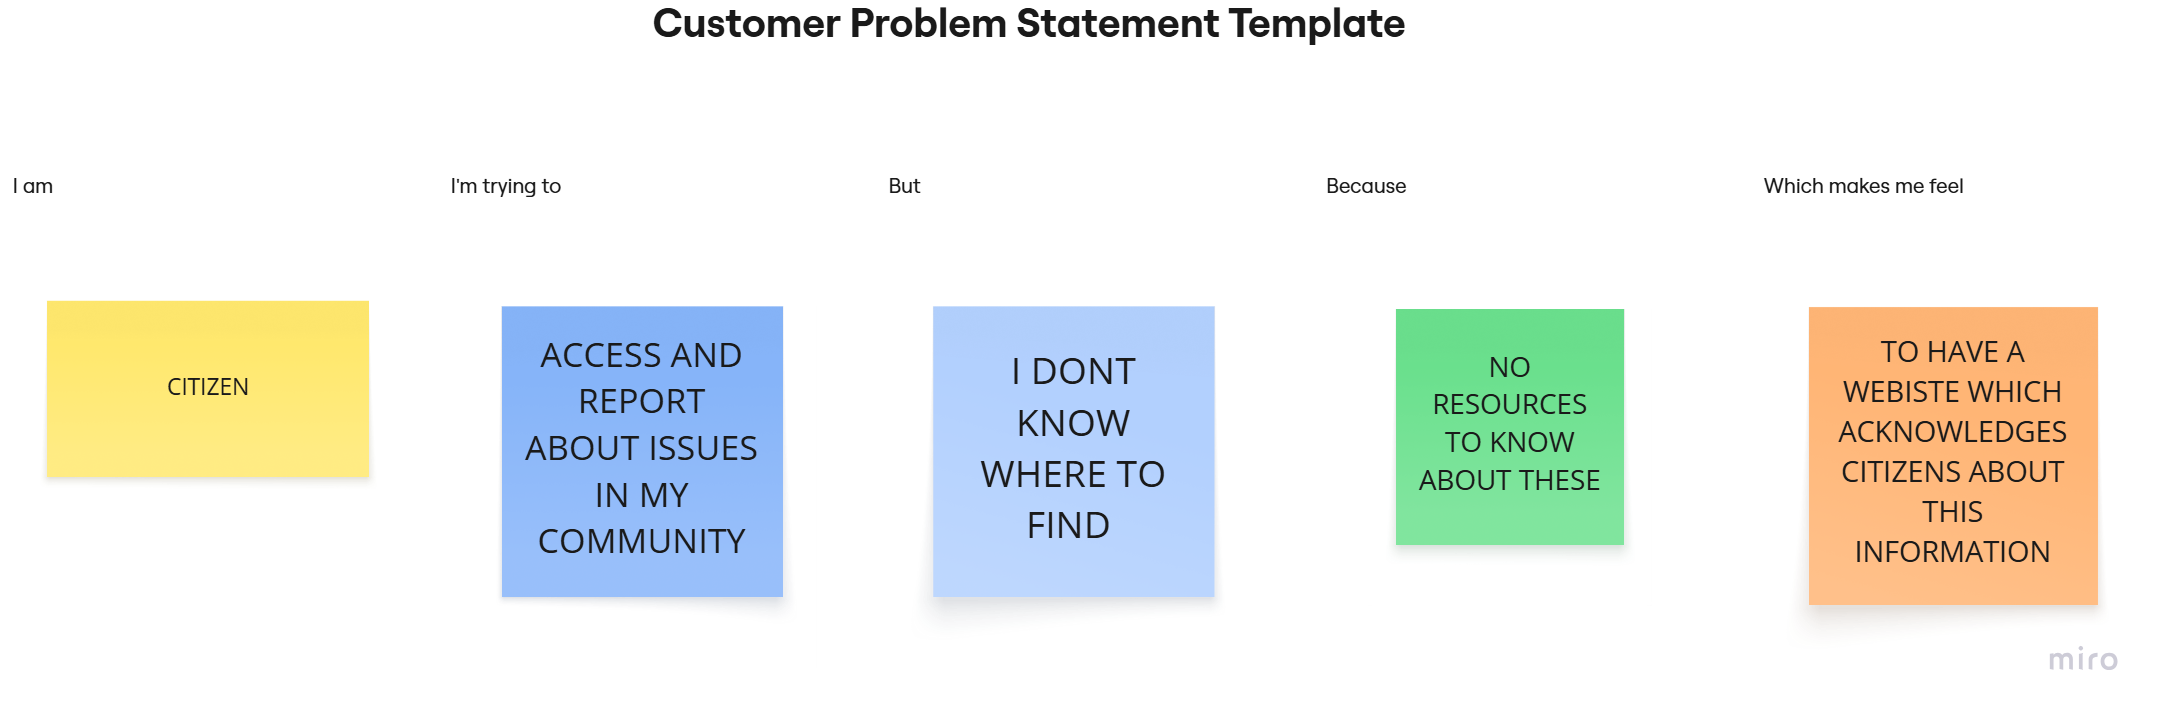 Customer Problem Statement Template
I am
I'm trying to
But
Because
Which makes me feel
CITIZEN
ACCESS AND
REPORT
ABOUT ISSUES
IN MY
COMMUNITY
I DONT
KNOW
WHERE TO
FIND
NO
RESOURCES
TO KNOW
ABOUT THESE
TO HAVE A
WEBISTE WHICH
ACKNOWLEDGES
CITIZENS ABOUT
THIS
INFORMATION
miro